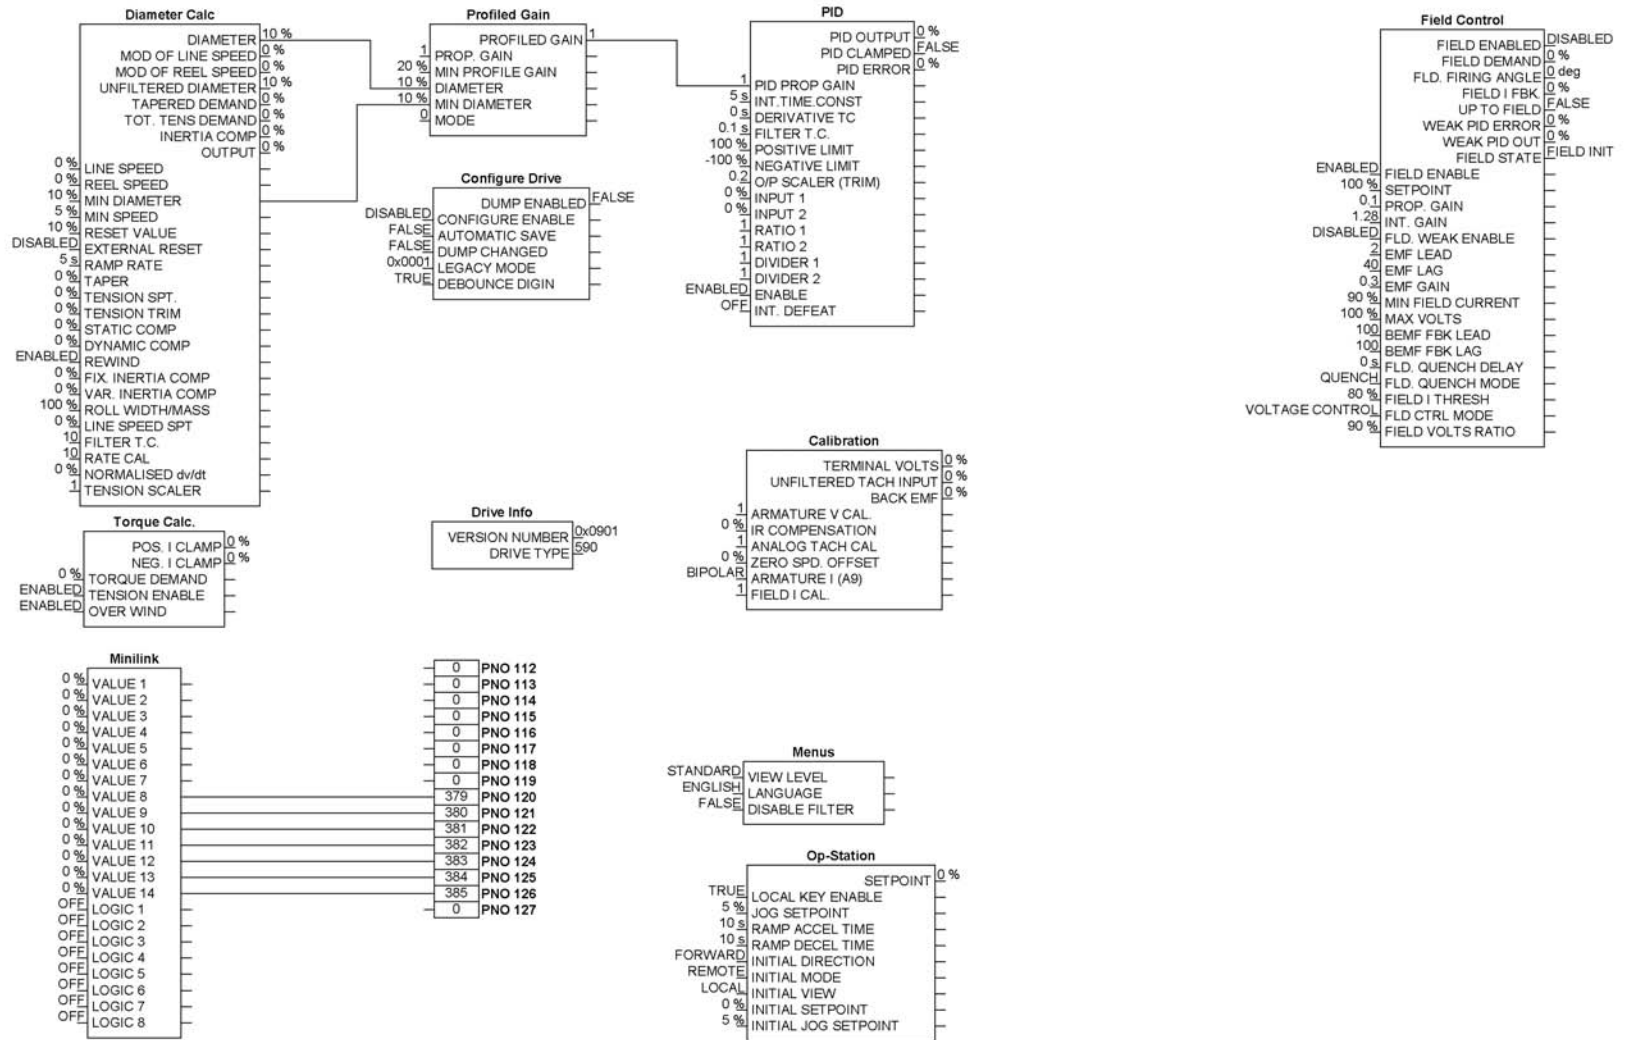 Diameter Calc
DIAMETER 10 %
MOD OF LINE SPEED 0 %
MOD OF REEL SPEED 0 %
UNFILTERED DIAMETER 10 %
TAPERED DEMAND 0 %
TOT. TENS DEMAND 0 %
INERTIA COMP 0 %
OUTPUT 0 %
0 % LINE SPEED
0 % REEL SPEED
10 % MIN DIAMETER
5 % MIN SPEED
10 % RESET VALUE
DISABLED EXTERNAL RESET
5 s RAMP RATE
0 % TAPER
0 % TENSION SPT.
0 % TENSION TRIM
0 % STATIC COMP
0 % DYNAMIC COMP
ENABLED REWIND
0 % FIX. INERTIA COMP
0 % VAR. INERTIA COMP
100 % ROLL WIDTH/MASS
0 % LINE SPEED SPT
10 FILTER T.C.
10 RATE CAL
0 % NORMALISED dv/dt
1 TENSION SCALER
Profiled Gain
PROFILED GAIN 1
1 PROP. GAIN
20 % MIN PROFILE GAIN
10 % DIAMETER
10 % MIN DIAMETER
0 MODE
Configure Drive
DUMP ENABLED FALSE
DISABLED CONFIGURE ENABLE
FALSE AUTOMATIC SAVE
FALSE DUMP CHANGED
0x0001 LEGACY MODE
TRUE DEBOUNCE DIGIN
PID
PID OUTPUT 0 %
PID CLAMPED FALSE
PID ERROR 0 %
1 PID PROP GAIN
5 s INT.TIME.CONST
0 s DERIVATIVE TC
0.1 s FILTER T.C.
100 % POSITIVE LIMIT
-100 % NEGATIVE LIMIT
0.2 O/P SCALER (TRIM)
0 % INPUT 1
0 % INPUT 2
1 RATIO 1
1 RATIO 2
1 DIVIDER 1
1 DIVIDER 2
ENABLED ENABLE
OFF INT. DEFEAT
Field Control
FIELD ENABLED DISABLED
FIELD DEMAND 0 %
FLD. FIRING ANGLE 0 deg
FIELD I FBK. 0 %
UP TO FIELD FALSE
WEAK PID ERROR 0 %
WEAK PID OUT 0 %
FIELD STATE FIELD INIT
ENABLED FIELD ENABLE
100 % SETPOINT
0.1 PROP. GAIN
1.28 INT. GAIN
DISABLED FLD. WEAK ENABLE
2 EMF LEAD
40 EMF LAG
0.3 EMF GAIN
90 % MIN FIELD CURRENT
100 % MAX VOLTS
100 BEMF FBK LEAD
100 BEMF FBK LAG
0 s FLD. QUENCH DELAY
QUENCH FLD. QUENCH MODE
80 % FIELD I THRESH
VOLTAGE CONTROL FLD CTRL MODE
90 % FIELD VOLTS RATIO
Torque Calc.
POS. I CLAMP 0 %
NEG. I CLAMP 0 %
0 % TORQUE DEMAND
ENABLED TENSION ENABLE
ENABLED OVER WIND
Drive Info
VERSION NUMBER 0x0901
DRIVE TYPE 590
Calibration
TERMINAL VOLTS 0 %
UNFILTERED TACH INPUT 0 %
BACK EMF 0 %
1 ARMATURE V CAL.
0 % IR COMPENSATION
1 ANALOG TACH CAL
0 % ZERO SPD. OFFSET
BIPOLAR ARMATURE I (A9)
1 FIELD I CAL.
Minilink
0 % VALUE 1
0 % VALUE 2
0 % VALUE 3
0 % VALUE 4
0 % VALUE 5
0 % VALUE 6
0 % VALUE 7
0 % VALUE 8
0 % VALUE 9
0 % VALUE 10
0 % VALUE 11
0 % VALUE 12
0 % VALUE 13
0 % VALUE 14
OFF LOGIC 1
OFF LOGIC 2
OFF LOGIC 3
OFF LOGIC 4
OFF LOGIC 5
OFF LOGIC 6
OFF LOGIC 7
OFF LOGIC 8
0 PNO 112
0 PNO 113
0 PNO 114
0 PNO 115
0 PNO 116
0 PNO 117
0 PNO 118
0 PNO 119
379 PNO 120
380 PNO 121
381 PNO 122
382 PNO 123
383 PNO 124
384 PNO 125
385 PNO 126
0 PNO 127
Menus
STANDARD VIEW LEVEL
ENGLISH LANGUAGE
FALSE DISABLE FILTER
Op-Station
SETPOINT 0 %
TRUE LOCAL KEY ENABLE
5 % JOG SETPOINT
10 s RAMP ACCEL TIME
10 s RAMP DECEL TIME
FORWARD INITIAL DIRECTION
REMOTE INITIAL MODE
LOCAL INITIAL VIEW
0 % INITIAL SETPOINT
5 % INITIAL JOG SETPOINT